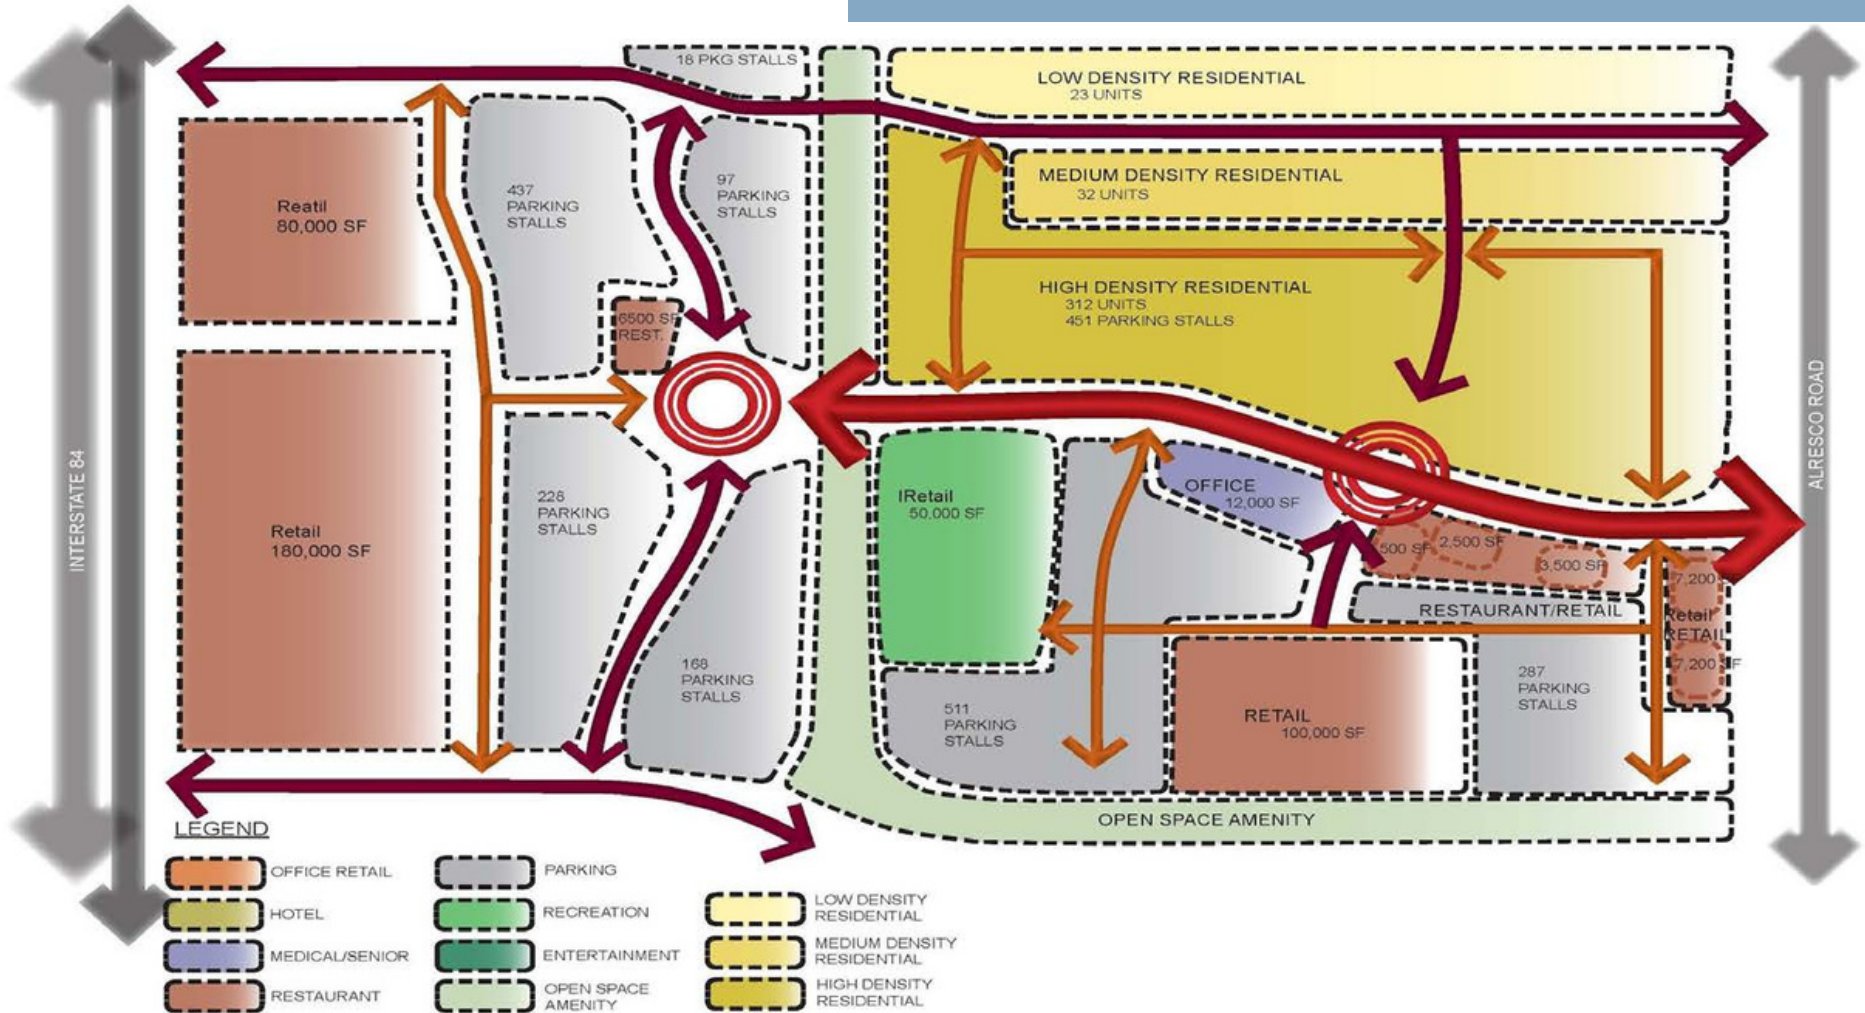 18 PKG STALLS
LOW DENSITY RESIDENTIAL
23 UNITS
MEDIUM DENSITY RESIDENTIAL
32 UNITS
Reatil
80,000 SF
437
PARKING
STALLS
97
PARKING
STALLS
HIGH DENSITY RESIDENTIAL
312 UNITS
451 PARKING STALLS
6500 SF
REST.
INTERSTATE 84
ALRESCO ROAD
Retail
180,000 SF
228
PARKING
STALLS
IRetail
50,000 SF
OFFICE
12,000 SF
500 SF
2,500 SF
3,500 SF
7,200 SF
RESTAURANT/RETAIL
Retail
RETAIL
7,200 SF
168
PARKING
STALLS
511
PARKING
STALLS
RETAIL
100,000 SF
287
PARKING
STALLS
OPEN SPACE AMENITY
LEGEND
OFFICE RETAIL
HOTEL
MEDICAL/SENIOR
RESTAURANT
PARKING
RECREATION
ENTERTAINMENT
OPEN SPACE
AMENITY
LOW DENSITY
RESIDENTIAL
MEDIUM DENSITY
RESIDENTIAL
HIGH DENSITY
RESIDENTIAL